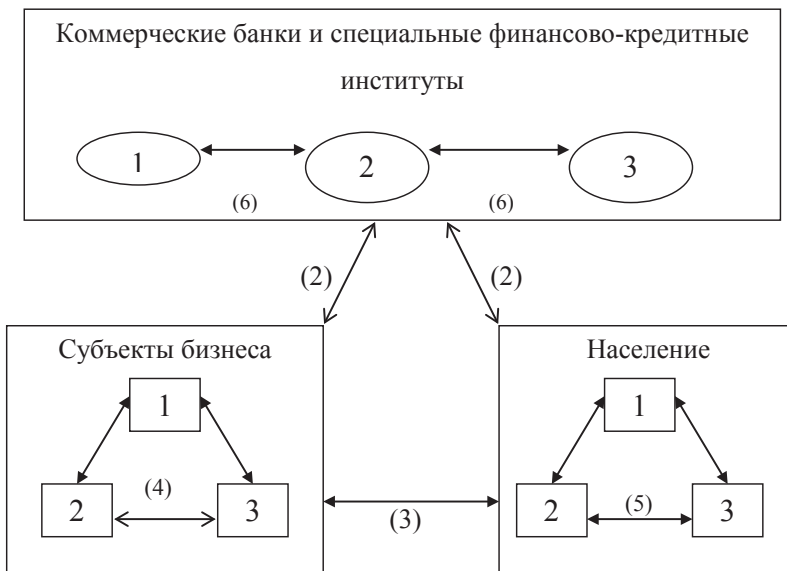 Коммерческие банки и специальные финансово-кредитные
институты
1 2 3
(6) (6)
(2) (2)
Субъекты бизнеса Население
1 1
(4) (5)
2 3 2 3
(3)